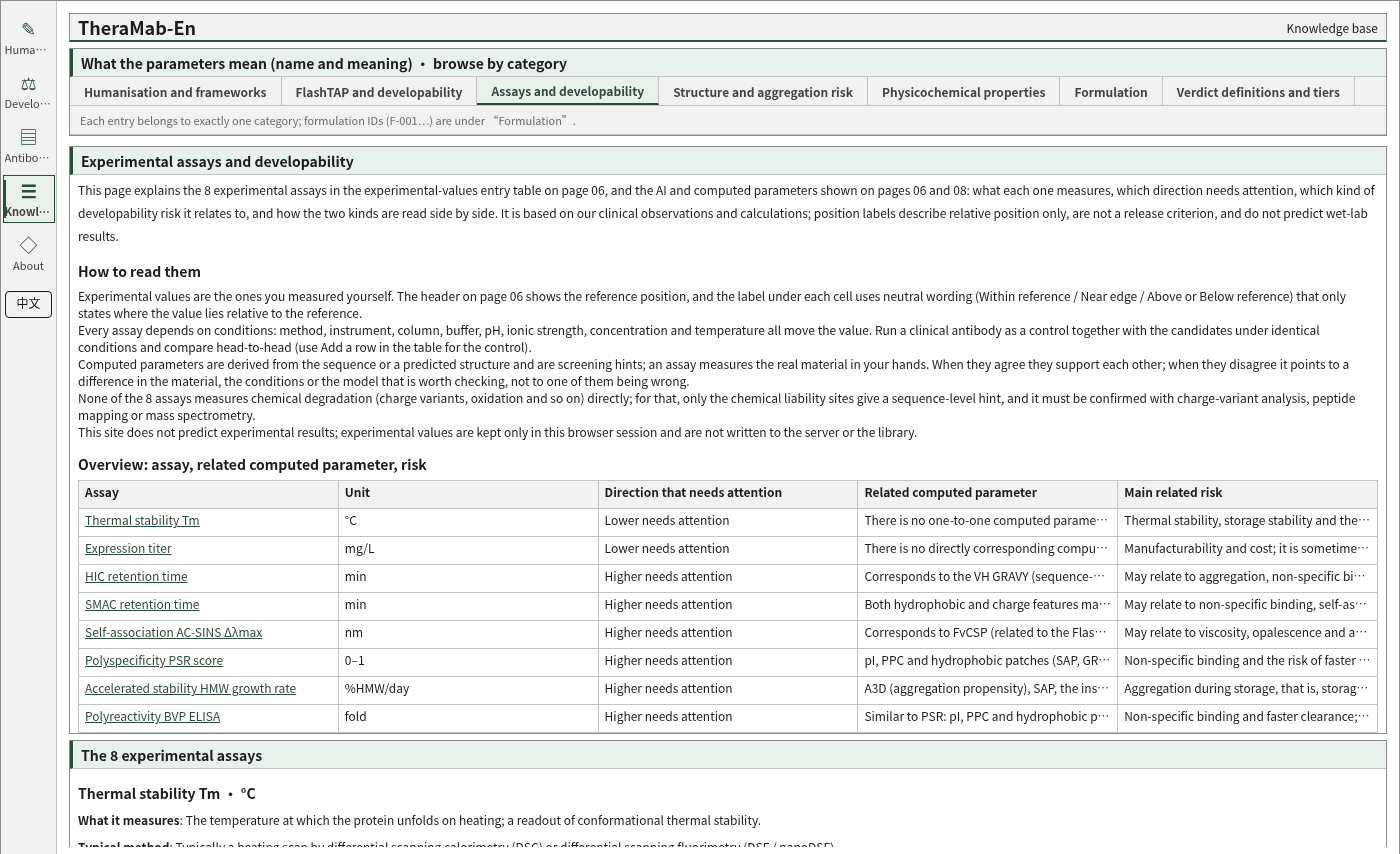 TheraMab-En
Knowledge base
Huma…
Develo…
Antibo…
Knowl…
About
中文
What the parameters mean (name and meaning) • browse by category
Humanisation and frameworks
FlashTAP and developability
Assays and developability
Structure and aggregation risk
Physicochemical properties
Formulation
Verdict definitions and tiers
Each entry belongs to exactly one category; formulation IDs (F-001…) are under “Formulation”.
Experimental assays and developability
This page explains the 8 experimental assays in the experimental-values entry table on page 06, and the AI and computed parameters shown on pages 06 and 08: what each one measures, which direction needs attention, which kind of
developability risk it relates to, and how the two kinds are read side by side. It is based on our clinical observations and calculations; position labels describe relative position only, are not a release criterion, and do not predict wet-lab
results.
How to read them
Experimental values are the ones you measured yourself. The header on page 06 shows the reference position, and the label under each cell uses neutral wording (Within reference / Near edge / Above or Below reference) that only
states where the value lies relative to the reference.
Every assay depends on conditions: method, instrument, column, buffer, pH, ionic strength, concentration and temperature all move the value. Run a clinical antibody as a control together with the candidates under identical
conditions and compare head-to-head (use Add a row in the table for the control).
Computed parameters are derived from the sequence or a predicted structure and are screening hints; an assay measures the real material in your hands. When they agree they support each other; when they disagree it points to a
difference in the material, the conditions or the model that is worth checking, not to one of them being wrong.
None of the 8 assays measures chemical degradation (charge variants, oxidation and so on) directly; for that, only the chemical liability sites give a sequence-level hint, and it must be confirmed with charge-variant analysis, peptide
mapping or mass spectrometry.
This site does not predict experimental results; experimental values are kept only in this browser session and are not written to the server or the library.
Overview: assay, related computed parameter, risk
Assay Unit Direction that needs attention Related computed parameter Main related risk
Thermal stability Tm °C Lower needs attention There is no one-to-one computed parame… Thermal stability, storage stability and the…
Expression titer mg/L Lower needs attention There is no directly corresponding compu… Manufacturability and cost; it is sometime…
HIC retention time min Higher needs attention Corresponds to the VH GRAVY (sequence-… May relate to aggregation, non-specific bi…
SMAC retention time min Higher needs attention Both hydrophobic and charge features ma… May relate to non-specific binding, self-as…
Self-association AC-SINS Δλmax nm Higher needs attention Corresponds to FvCSP (related to the Flas… May relate to viscosity, opalescence and a…
Polyspecificity PSR score 0–1 Higher needs attention pI, PPC and hydrophobic patches (SAP, GR… Non-specific binding and the risk of faster …
Accelerated stability HMW growth rate %HMW/day Higher needs attention A3D (aggregation propensity), SAP, the ins… Aggregation during storage, that is, storag…
Polyreactivity BVP ELISA fold Higher needs attention Similar to PSR: pI, PPC and hydrophobic p… Non-specific binding and faster clearance;…
The 8 experimental assays
Thermal stability Tm • °C
What it measures: The temperature at which the protein unfolds on heating; a readout of conformational thermal stability.
Typical method: Typically a heating scan by differential scanning calorimetry (DSC) or differential scanning fluorimetry (DSF / nanoDSF).